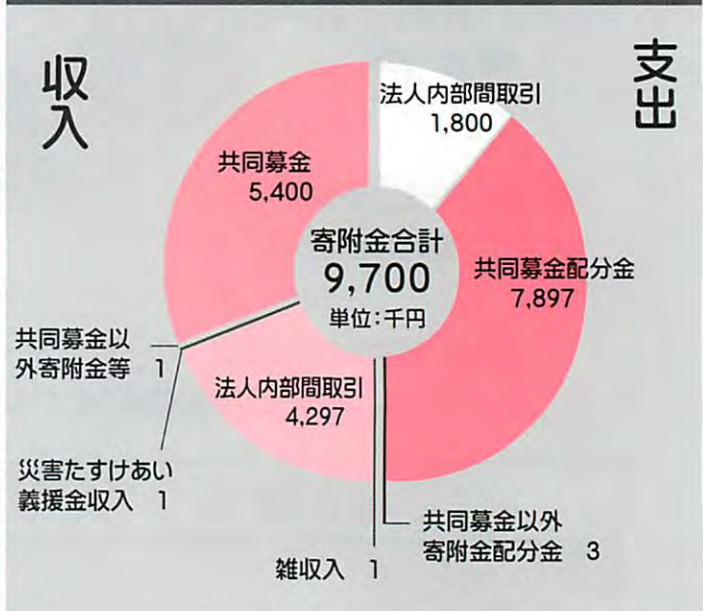 収入
支出
法人内部間取引
1,800
共同募金
5,400
寄附金合計
9,700
単位：千円
共同募金配分金
7,897
共同募金以
外寄附金等 1
法人内部間取引
4,297
災害たすけあい
義援金収入 1
共同募金以外
寄附金配分金 3
雑収入 1